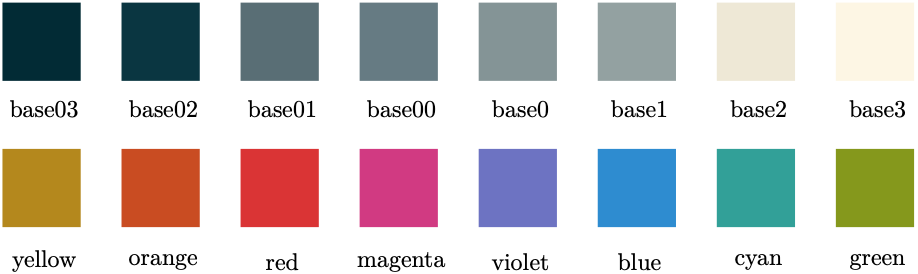 base03 base02 base01 base00 base0 base1 base2 base3
yellow orange red magenta violet blue cyan green